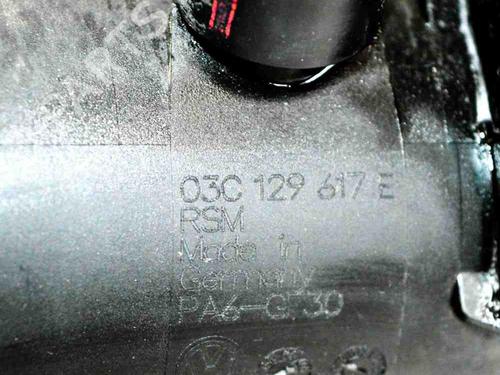 03C 129 617 E
RSM
Made in
Germany
PA6-GF30